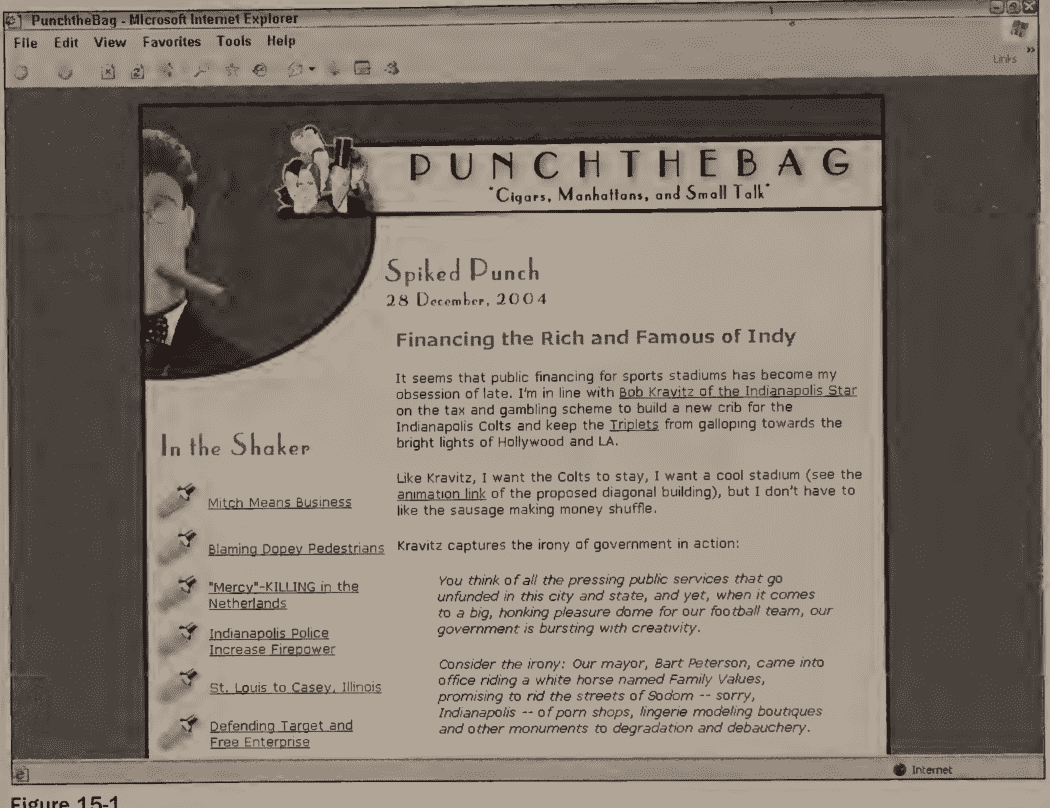 PunchtheBag - Microsoft Internet Explorer
File Edit View Favorites Tools Help
Links
PUNCHTHEBAG
"Cigars, Manhattans, and Small Talk"
Spiked Punch
28 December, 2004
Financing the Rich and Famous of Indy
It seems that public financing for sports stadiums has become my
obsession of late. I'm in line with Bob Kravitz of the Indianapolis Star
on the tax and gambling scheme to build a new crib for the
Indianapolis Colts and keep the Triplets from galloping towards the
bright lights of Hollywood and LA.
Like Kravitz, I want the Colts to stay, I want a cool stadium (see the
animation link of the proposed diagonal building), but I don't have to
like the sausage making money shuffle.
Kravitz captures the irony of government in action:
You think of all the pressing public services that go
unfunded in this city and state, and yet, when it comes
to a big, honking pleasure dome for our football team, our
government is bursting with creativity.
Consider the irony: Our mayor, Bart Peterson, came into
office riding a white horse named Family Values,
promising to rid the streets of Sodom -- sorry,
Indianapolis -- of porn shops, lingerie modeling boutiques
and other monuments to degradation and debauchery.
In the Shaker
Mitch Means Business
Blaming Dopey Pedestrians
"Mercy"-KILLING in the
Netherlands
Indianapolis Police
Increase Firepower
St. Louis to Casey, Illinois
Defending Target and
Free Enterprise
Internet
Figure 15-1